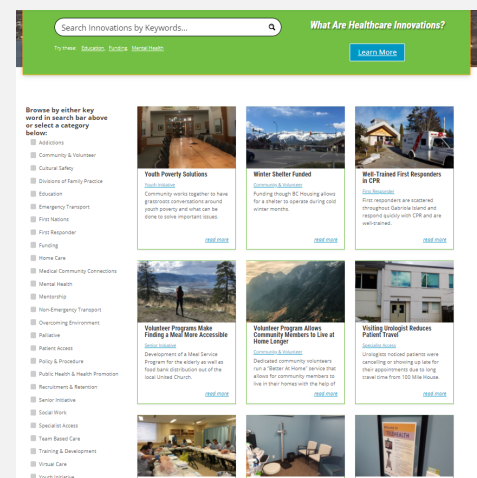 Search Innovations by Keywords...
Try these: Education, Funding, Mental Health
What Are Healthcare Innovations?
Learn More
Browse by either key
word in search bar above
or select a category
below:
Addictions
Community & Volunteer
Cultural Safety
Divisions of Family Practice
Education
Emergency Transport
First Nations
First Responder
Funding
Home Care
Medical Community Connections
Mental Health
Mentorship
Non-Emergency Transport
Overcoming Environment
Palliative
Patient Access
Policy & Procedure
Public Health & Health Promotion
Recruitment & Retention
Senior Initiative
Social Work
Specialist Access
Team Based Care
Training & Development
Virtual Care
Youth Initiative
Youth Poverty Solutions
Youth Initiative
Community works together to have
grassroots conversations around
youth poverty and what can be
done to solve important issues.
read more
Winter Shelter Funded
Community & Volunteer
Funding though BC Housing allows
for a shelter to operate during cold
winter months.
read more
Well-Trained First Responders
in CPR
First Responder
First responders are scattered
throughout Gabriola Island and
respond quickly with CPR and are
well-trained.
read more
Volunteer Programs Make
Finding a Meal More Accessible
Senior Initiative
Development of a Meal Service
Program for the elderly as well as
food bank distribution out of the
local United Church.
read more
Volunteer Program Allows
Community Members to Live at
Home Longer
Community & Volunteer
Dedicated community volunteers
run a "Better At Home" service that
allows for community members to
live in their homes with the help of
read more
Visiting Urologist Reduces
Patient Travel
Specialist Access
Urologists noticed patients were
cancelling or showing up late for
their appointments due to long
travel time from 100 Mile House.
read more
TELEHEALTH